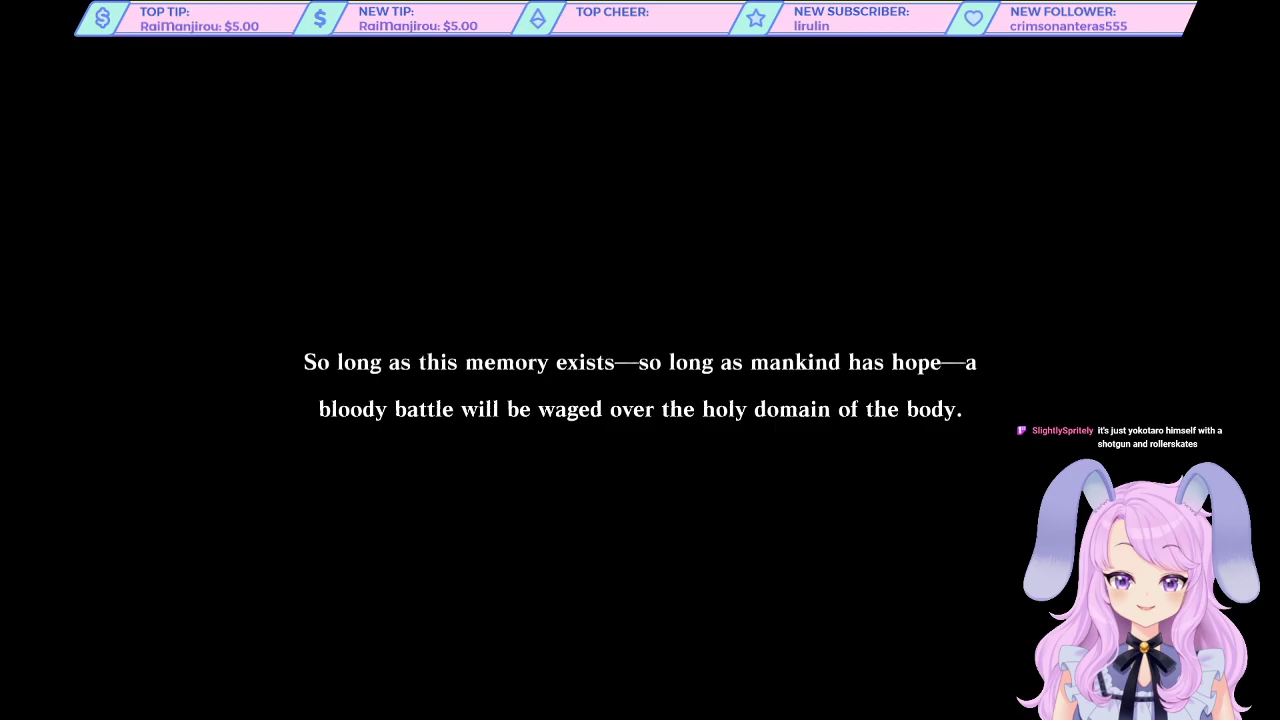 TOP TIP:
RaiManjirou: $5.00
NEW TIP:
RaiManjirou: $5.00
TOP CHEER:
NEW SUBSCRIBER:
lirulin
NEW FOLLOWER:
crimsonanteras555
So long as this memory exists—so long as mankind has hope—a
bloody battle will be waged over the holy domain of the body.
SlightlySpritely it's just yokotaro himself with a
shotgun and rollerskates